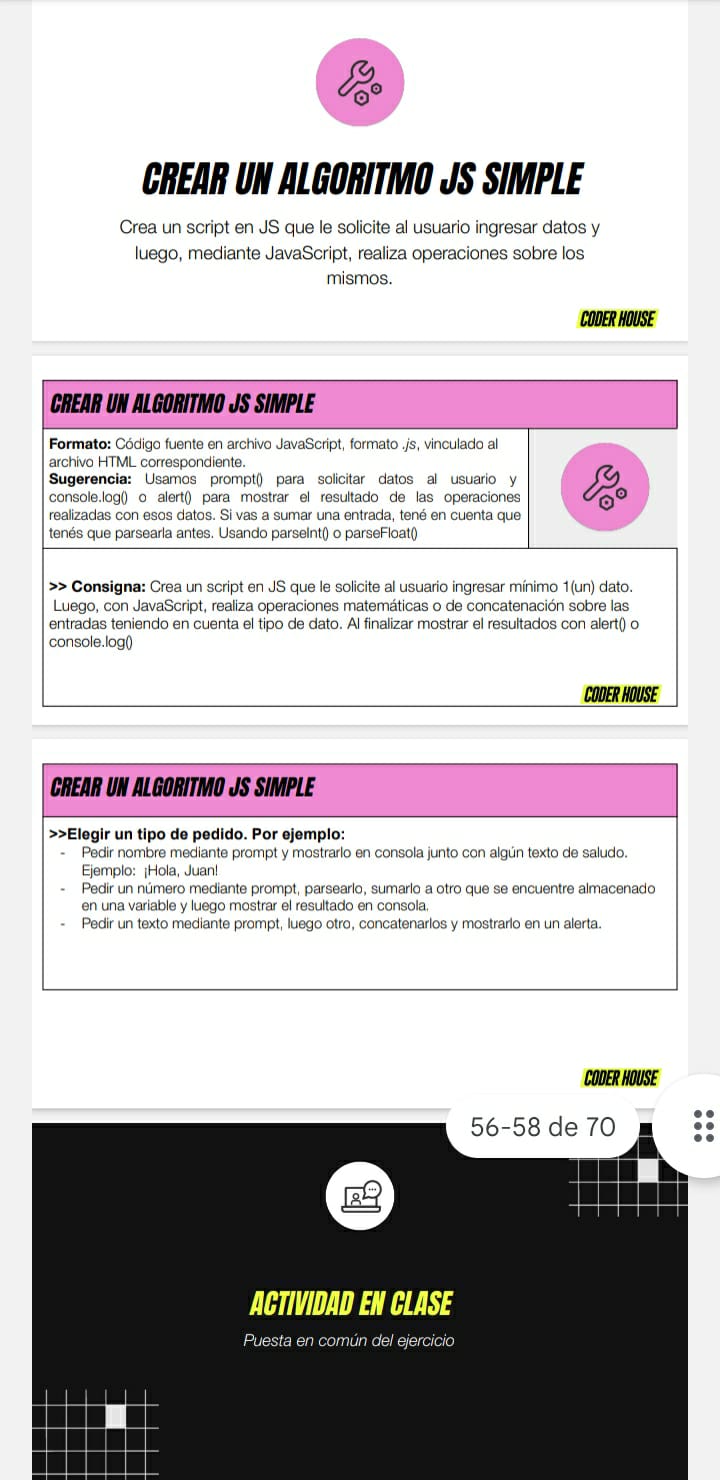 CREAR UN ALGORITMO JS SIMPLE
Crea un script en JS que le solicite al usuario ingresar datos y
luego, mediante JavaScript, realiza operaciones sobre los
mismos.
CODER HOUSE
CREAR UN ALGORITMO JS SIMPLE
Formato: Código fuente en archivo JavaScript, formato .js, vinculado al
archivo HTML correspondiente.
Sugerencia: Usamos prompt() para solicitar datos al usuario y
console.log() o alert() para mostrar el resultado de las operaciones
realizadas con esos datos. Si vas a sumar una entrada, tené en cuenta que
tenés que parsearla antes. Usando parseInt() o parseFloat()
>> Consigna: Crea un script en JS que le solicite al usuario ingresar mínimo 1(un) dato.
Luego, con JavaScript, realiza operaciones matemáticas o de concatenación sobre las
entradas teniendo en cuenta el tipo de dato. Al finalizar mostrar el resultados con alert() o
console.log()
CODER HOUSE
CREAR UN ALGORITMO JS SIMPLE
>>Elegir un tipo de pedido. Por ejemplo:
- Pedir nombre mediante prompt y mostrarlo en consola junto con algún texto de saludo.
Ejemplo: ¡Hola, Juan!
- Pedir un número mediante prompt, parsearlo, sumarlo a otro que se encuentre almacenado
en una variable y luego mostrar el resultado en consola.
- Pedir un texto mediante prompt, luego otro, concatenarlos y mostrarlo en un alerta.
CODER HOUSE
56-58 de 70
ACTIVIDAD EN CLASE
Puesta en común del ejercicio